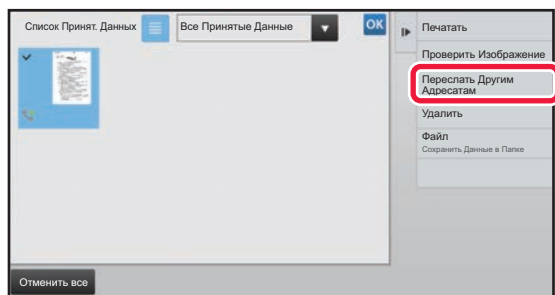 Список Принят. Данных
Все Принятые Данные
OK
Печатать
Проверить Изображение
Переслать Другим
Адресатам
Удалить
Файл
Сохранить Данные в Папке
Отменить все